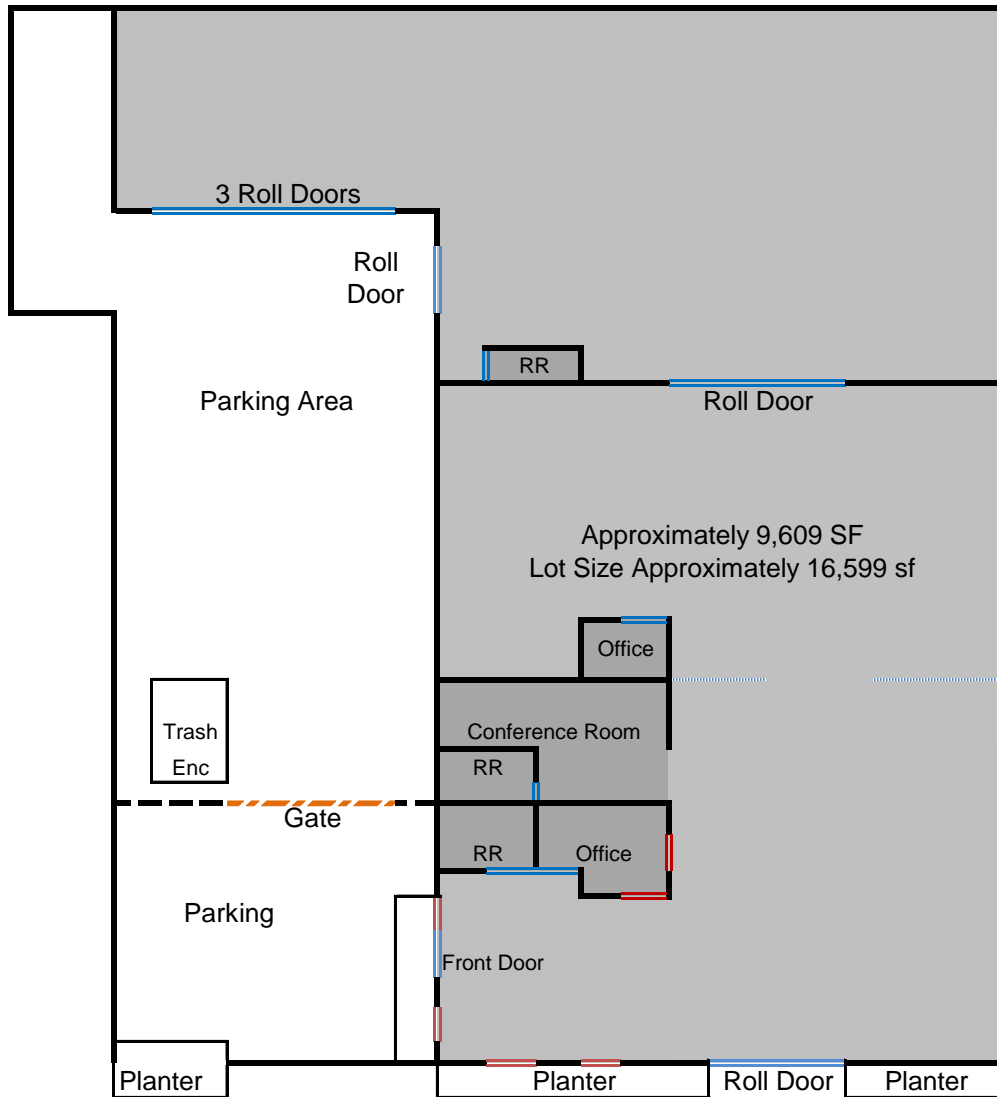 3 Roll Doors
Roll
Door
RR
Parking Area
Roll Door
Approximately 9,609 SF
Lot Size Approximately 16,599 sf
Office
Trash
Enc
Conference Room
RR
Gate
RR
Office
Parking
Front Door
Planter
Planter
Roll Door
Planter